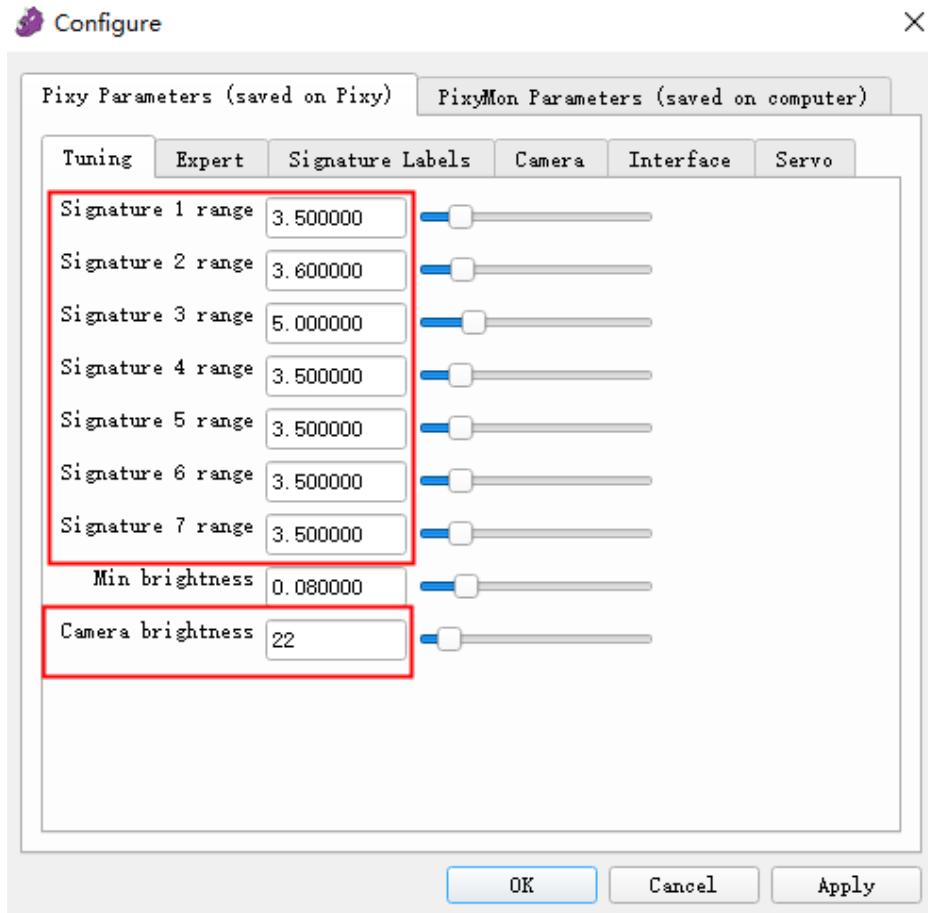 Configure
Pixy Parameters (saved on Pixy) PixyMon Parameters (saved on computer)
Tuning Expert Signature Labels Camera Interface Servo
Signature 1 range 3.500000
Signature 2 range 3.600000
Signature 3 range 5.000000
Signature 4 range 3.500000
Signature 5 range 3.500000
Signature 6 range 3.500000
Signature 7 range 3.500000
Min brightness 0.080000
Camera brightness 22
OK Cancel Apply